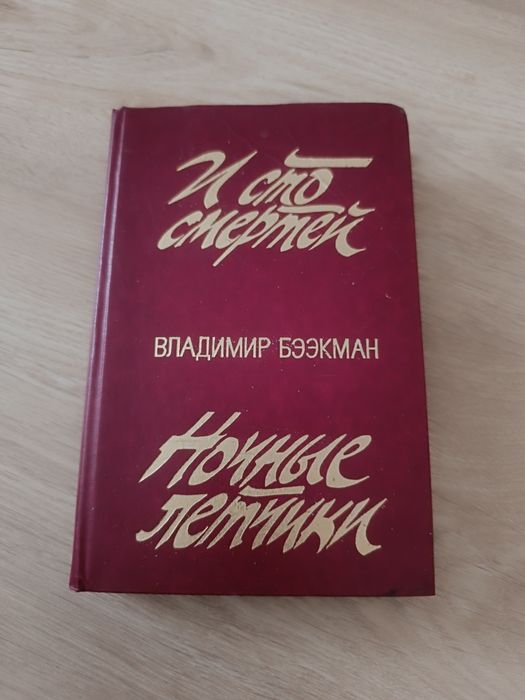 И сто
смертей
ВЛАДИМИР БЭЭКМАН
Ночные
летчики